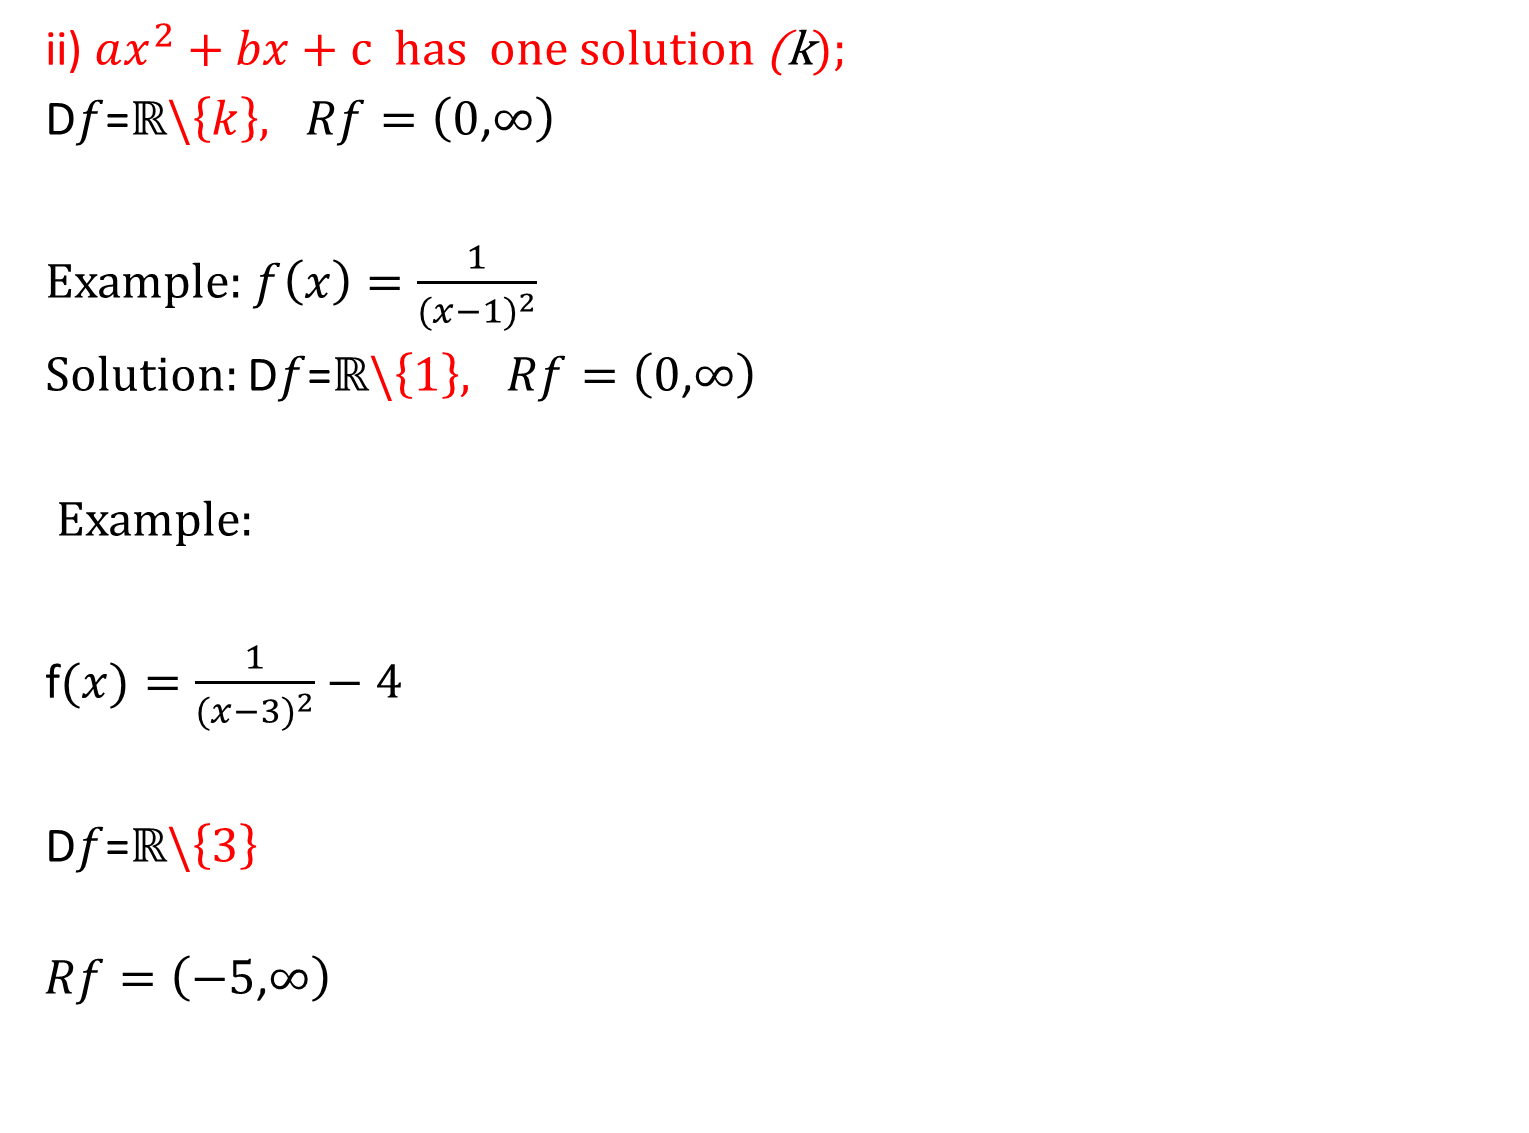 ii) ax² + bx + c has one solution (k);
Df=ℝ\{k}, Rf = (0,∞)
Example: f(x) = 1/(x−1)²
Solution: Df=ℝ\{1}, Rf = (0,∞)
Example:
f(x) = 1/(x−3)² − 4
Df=ℝ\{3}
Rf = (−5,∞)